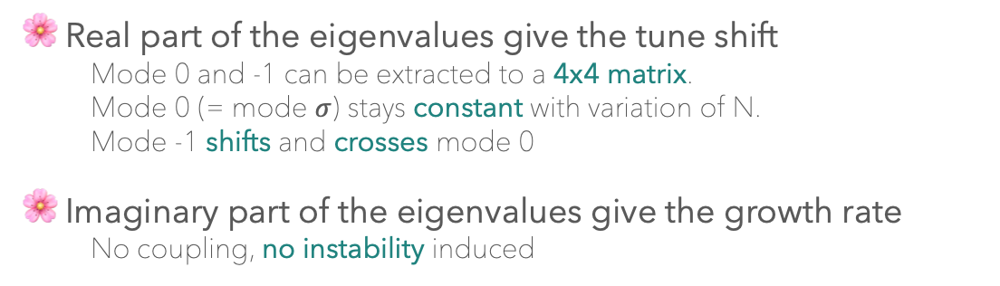 Real part of the eigenvalues give the tune shift
Mode 0 and -1 can be extracted to a 4x4 matrix.
Mode 0 (= mode σ) stays constant with variation of N.
Mode -1 shifts and crosses mode 0
Imaginary part of the eigenvalues give the growth rate
No coupling, no instability induced